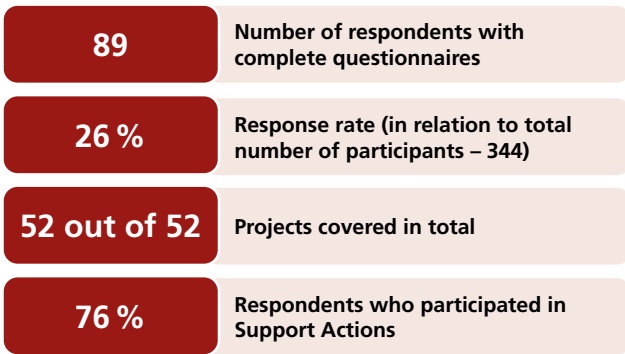 89
Number of respondents with
complete questionnaires
26 %
Response rate (in relation to total
number of participants – 344)
52 out of 52
Projects covered in total
76 %
Respondents who participated in
Support Actions